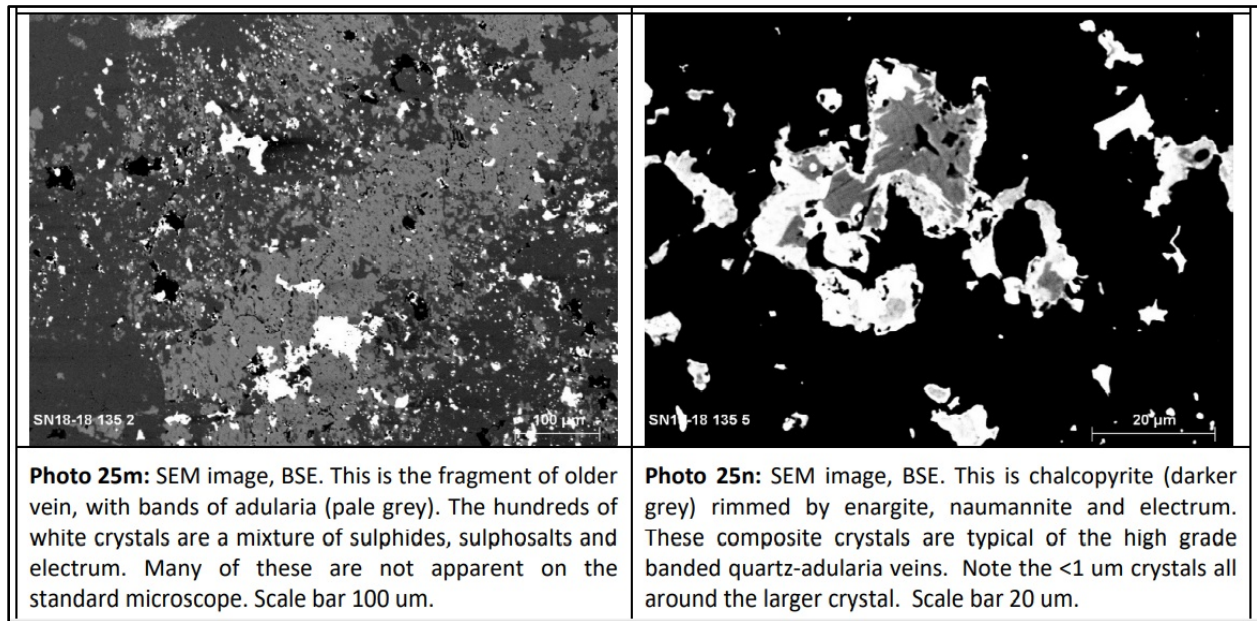 SN18-18 135 2
100 µm
SN18-18 135 5
20 µm
Photo 25m: SEM image, BSE. This is the fragment of older
vein, with bands of adularia (pale grey). The hundreds of
white crystals are a mixture of sulphides, sulphosalts and
electrum. Many of these are not apparent on the
standard microscope. Scale bar 100 um.
Photo 25n: SEM image, BSE. This is chalcopyrite (darker
grey) rimmed by enargite, naumannite and electrum.
These composite crystals are typical of the high grade
banded quartz-adularia veins. Note the <1 um crystals all
around the larger crystal. Scale bar 20 um.